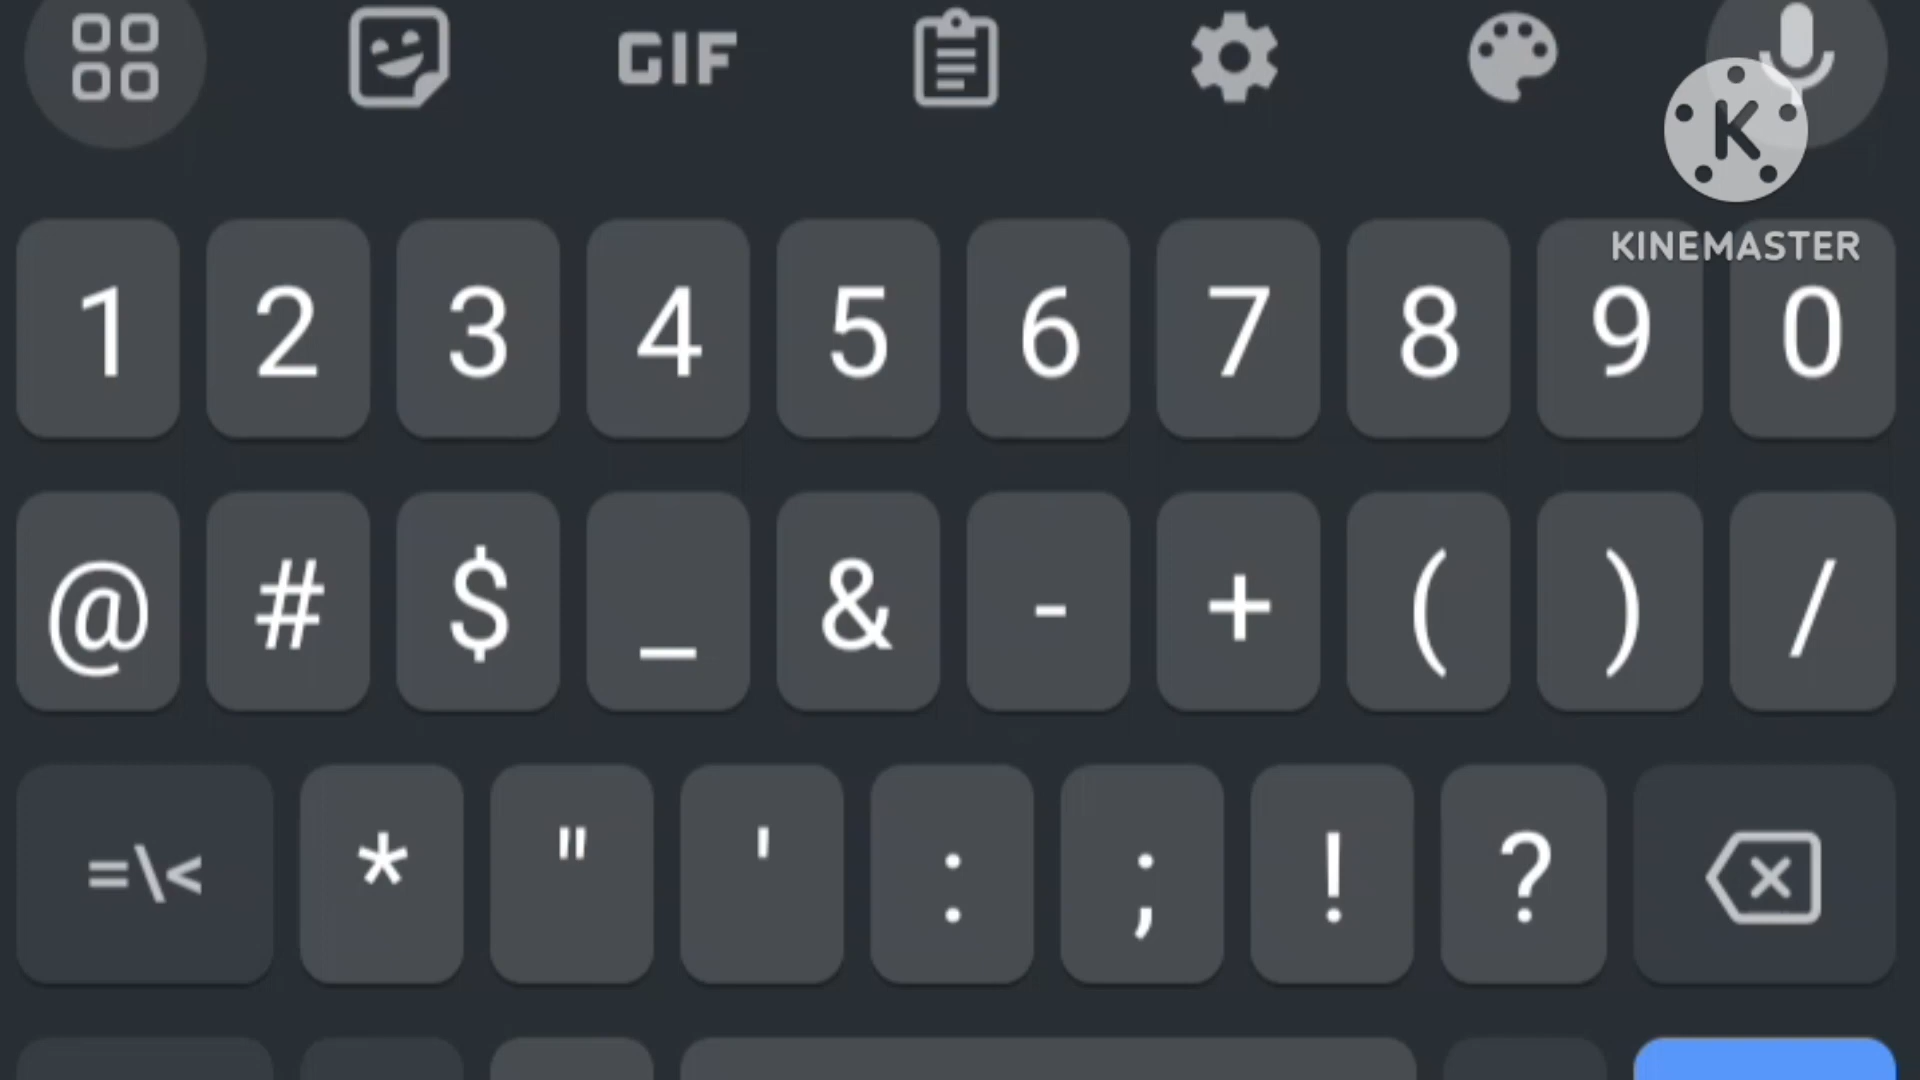 GIF
K
KINEMASTER
1 2 3 4 5 6 7 8 9 0
@ # $ _ & - + ( ) /
=\< * " ' : ; ! ?